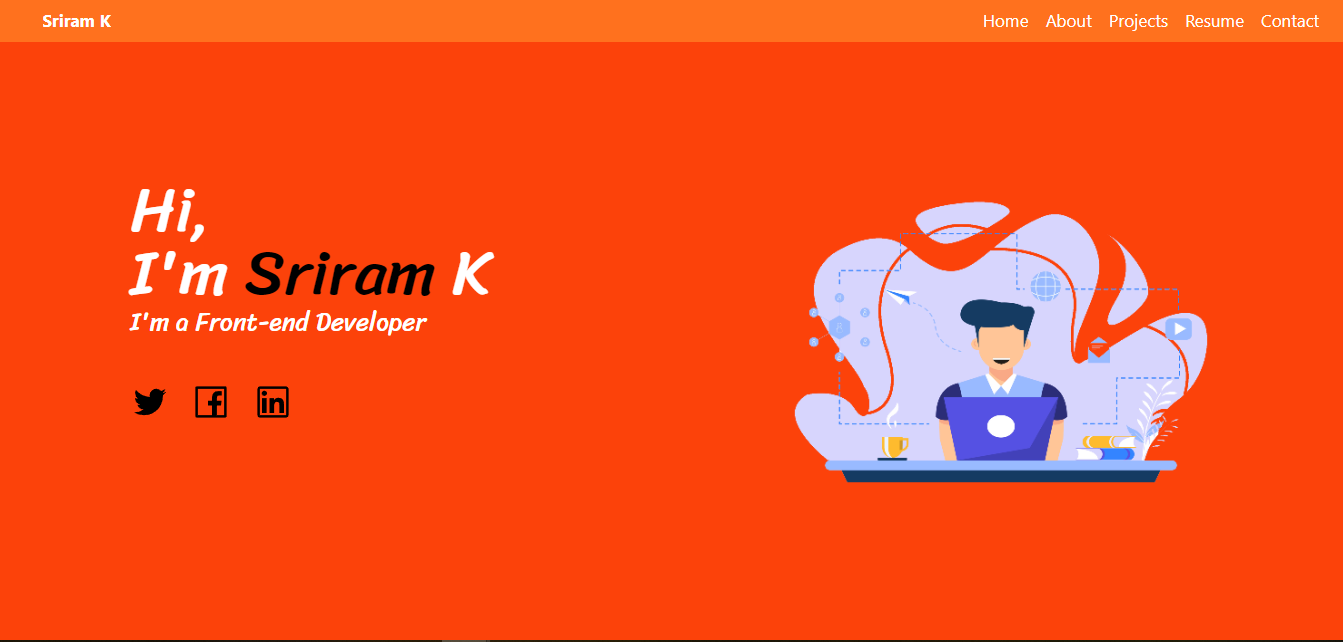 Sriram K
Home About Projects Resume Contact
Hi,
I'm Sriram K
I'm a Front-end Developer